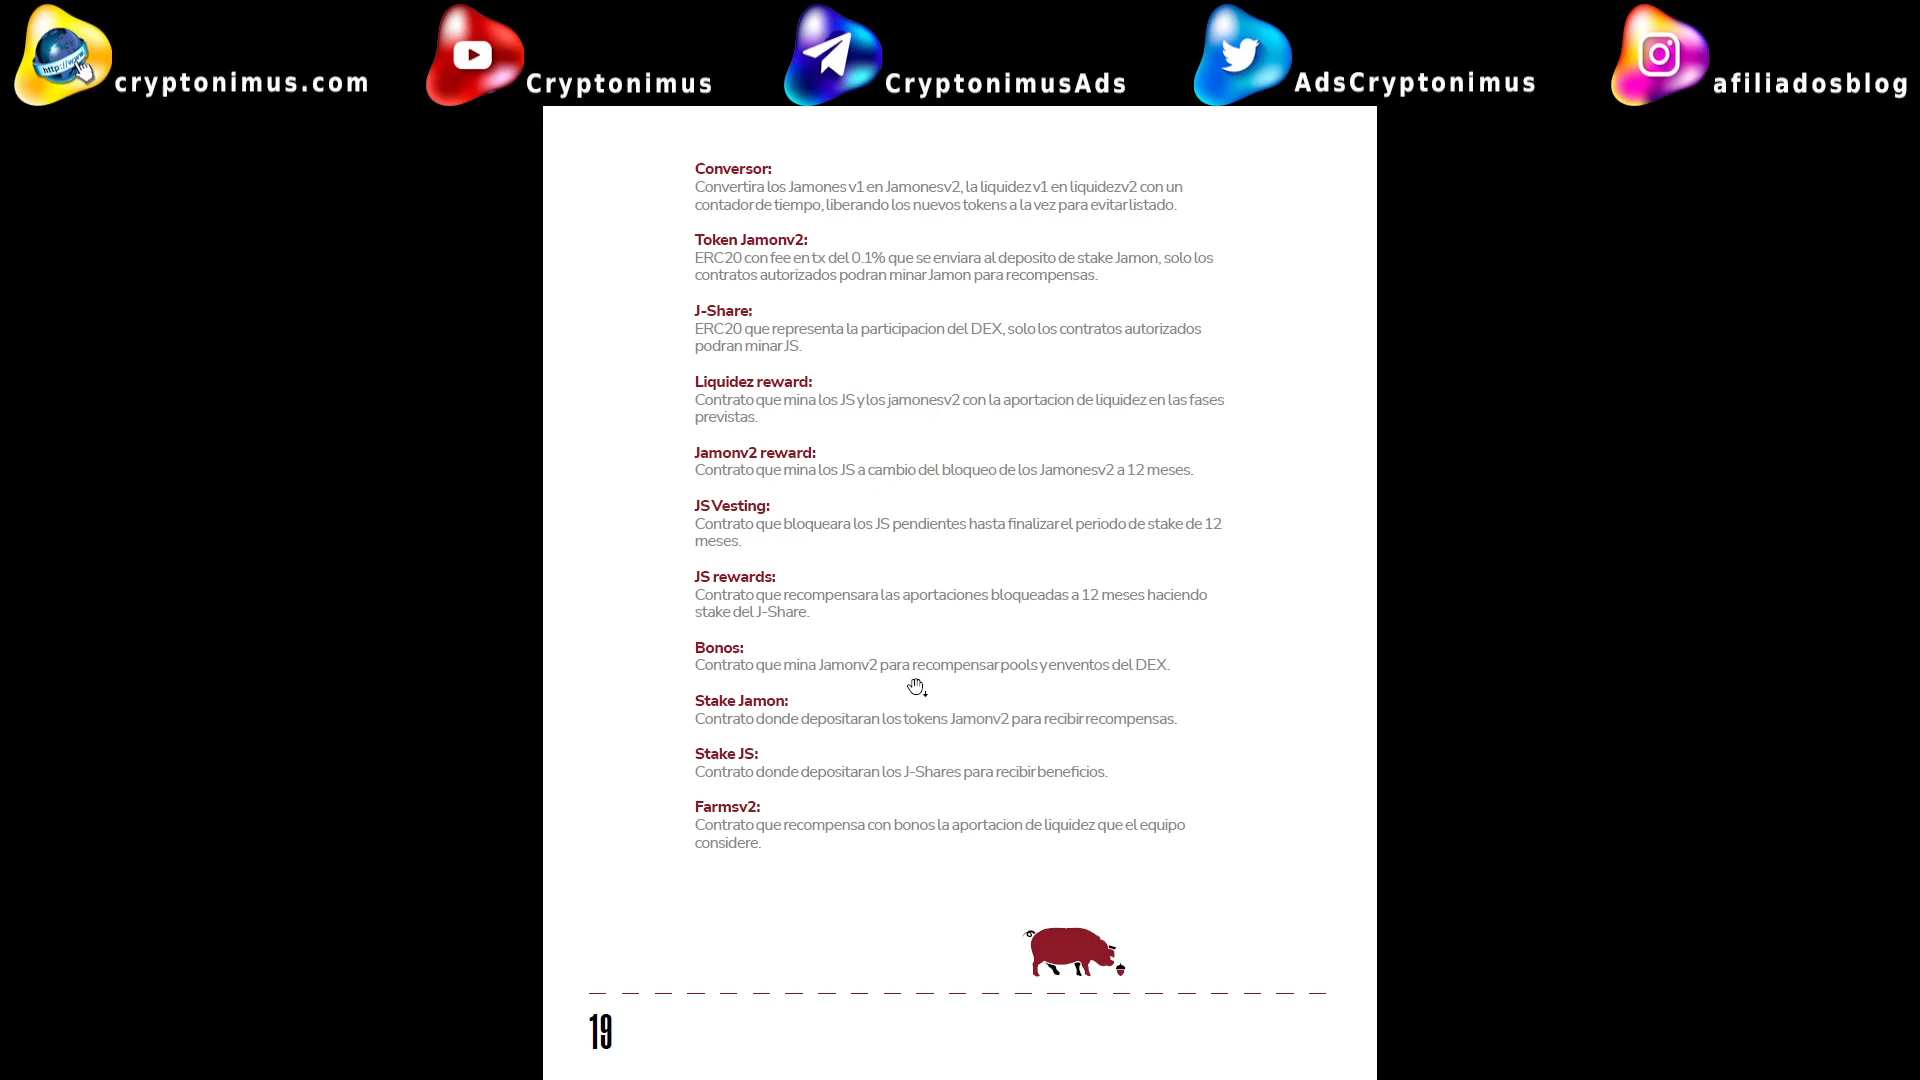 http://www
cryptonimus.com
Cryptonimus
CryptonimusAds
AdsCryptonimus
afiliadosblog
Conversor:
Convertira los Jamones v1 en Jamonesv2, la liquidez v1 en liquidezv2 con un
contador de tiempo, liberando los nuevos tokens a la vez para evitar listado.
Token Jamonv2:
ERC20 con fee en tx del 0.1% que se enviara al deposito de stake Jamon, solo los
contratos autorizados podran minar Jamon para recompensas.
J-Share:
ERC20 que representa la participacion del DEX, solo los contratos autorizados
podran minar JS.
Liquidez reward:
Contrato que mina los JS y los jamonesv2 con la aportacion de liquidez en las fases
previstas.
Jamonv2 reward:
Contrato que mina los JS a cambio del bloqueo de los Jamonesv2 a 12 meses.
JS Vesting:
Contrato que bloqueara los JS pendientes hasta finalizar el periodo de stake de 12
meses.
JS rewards:
Contrato que recompensara las aportaciones bloqueadas a 12 meses haciendo
stake del J-Share.
Bonos:
Contrato que mina Jamonv2 para recompensar pools y enventos del DEX.
Stake Jamon:
Contrato donde depositaran los tokens Jamonv2 para recibir recompensas.
Stake JS:
Contrato donde depositaran los J-Shares para recibir beneficios.
Farmsv2:
Contrato que recompensa con bonos la aportacion de liquidez que el equipo
considere.
19